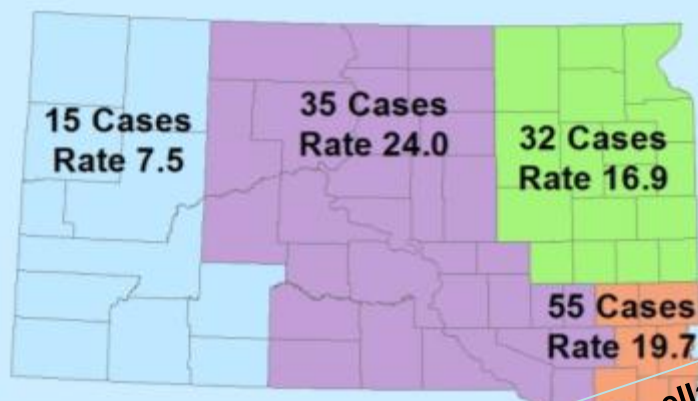 15 Cases
Rate 7.5
35 Cases
Rate 24.0
32 Cases
Rate 16.9
55 Cases
Rate 19.7